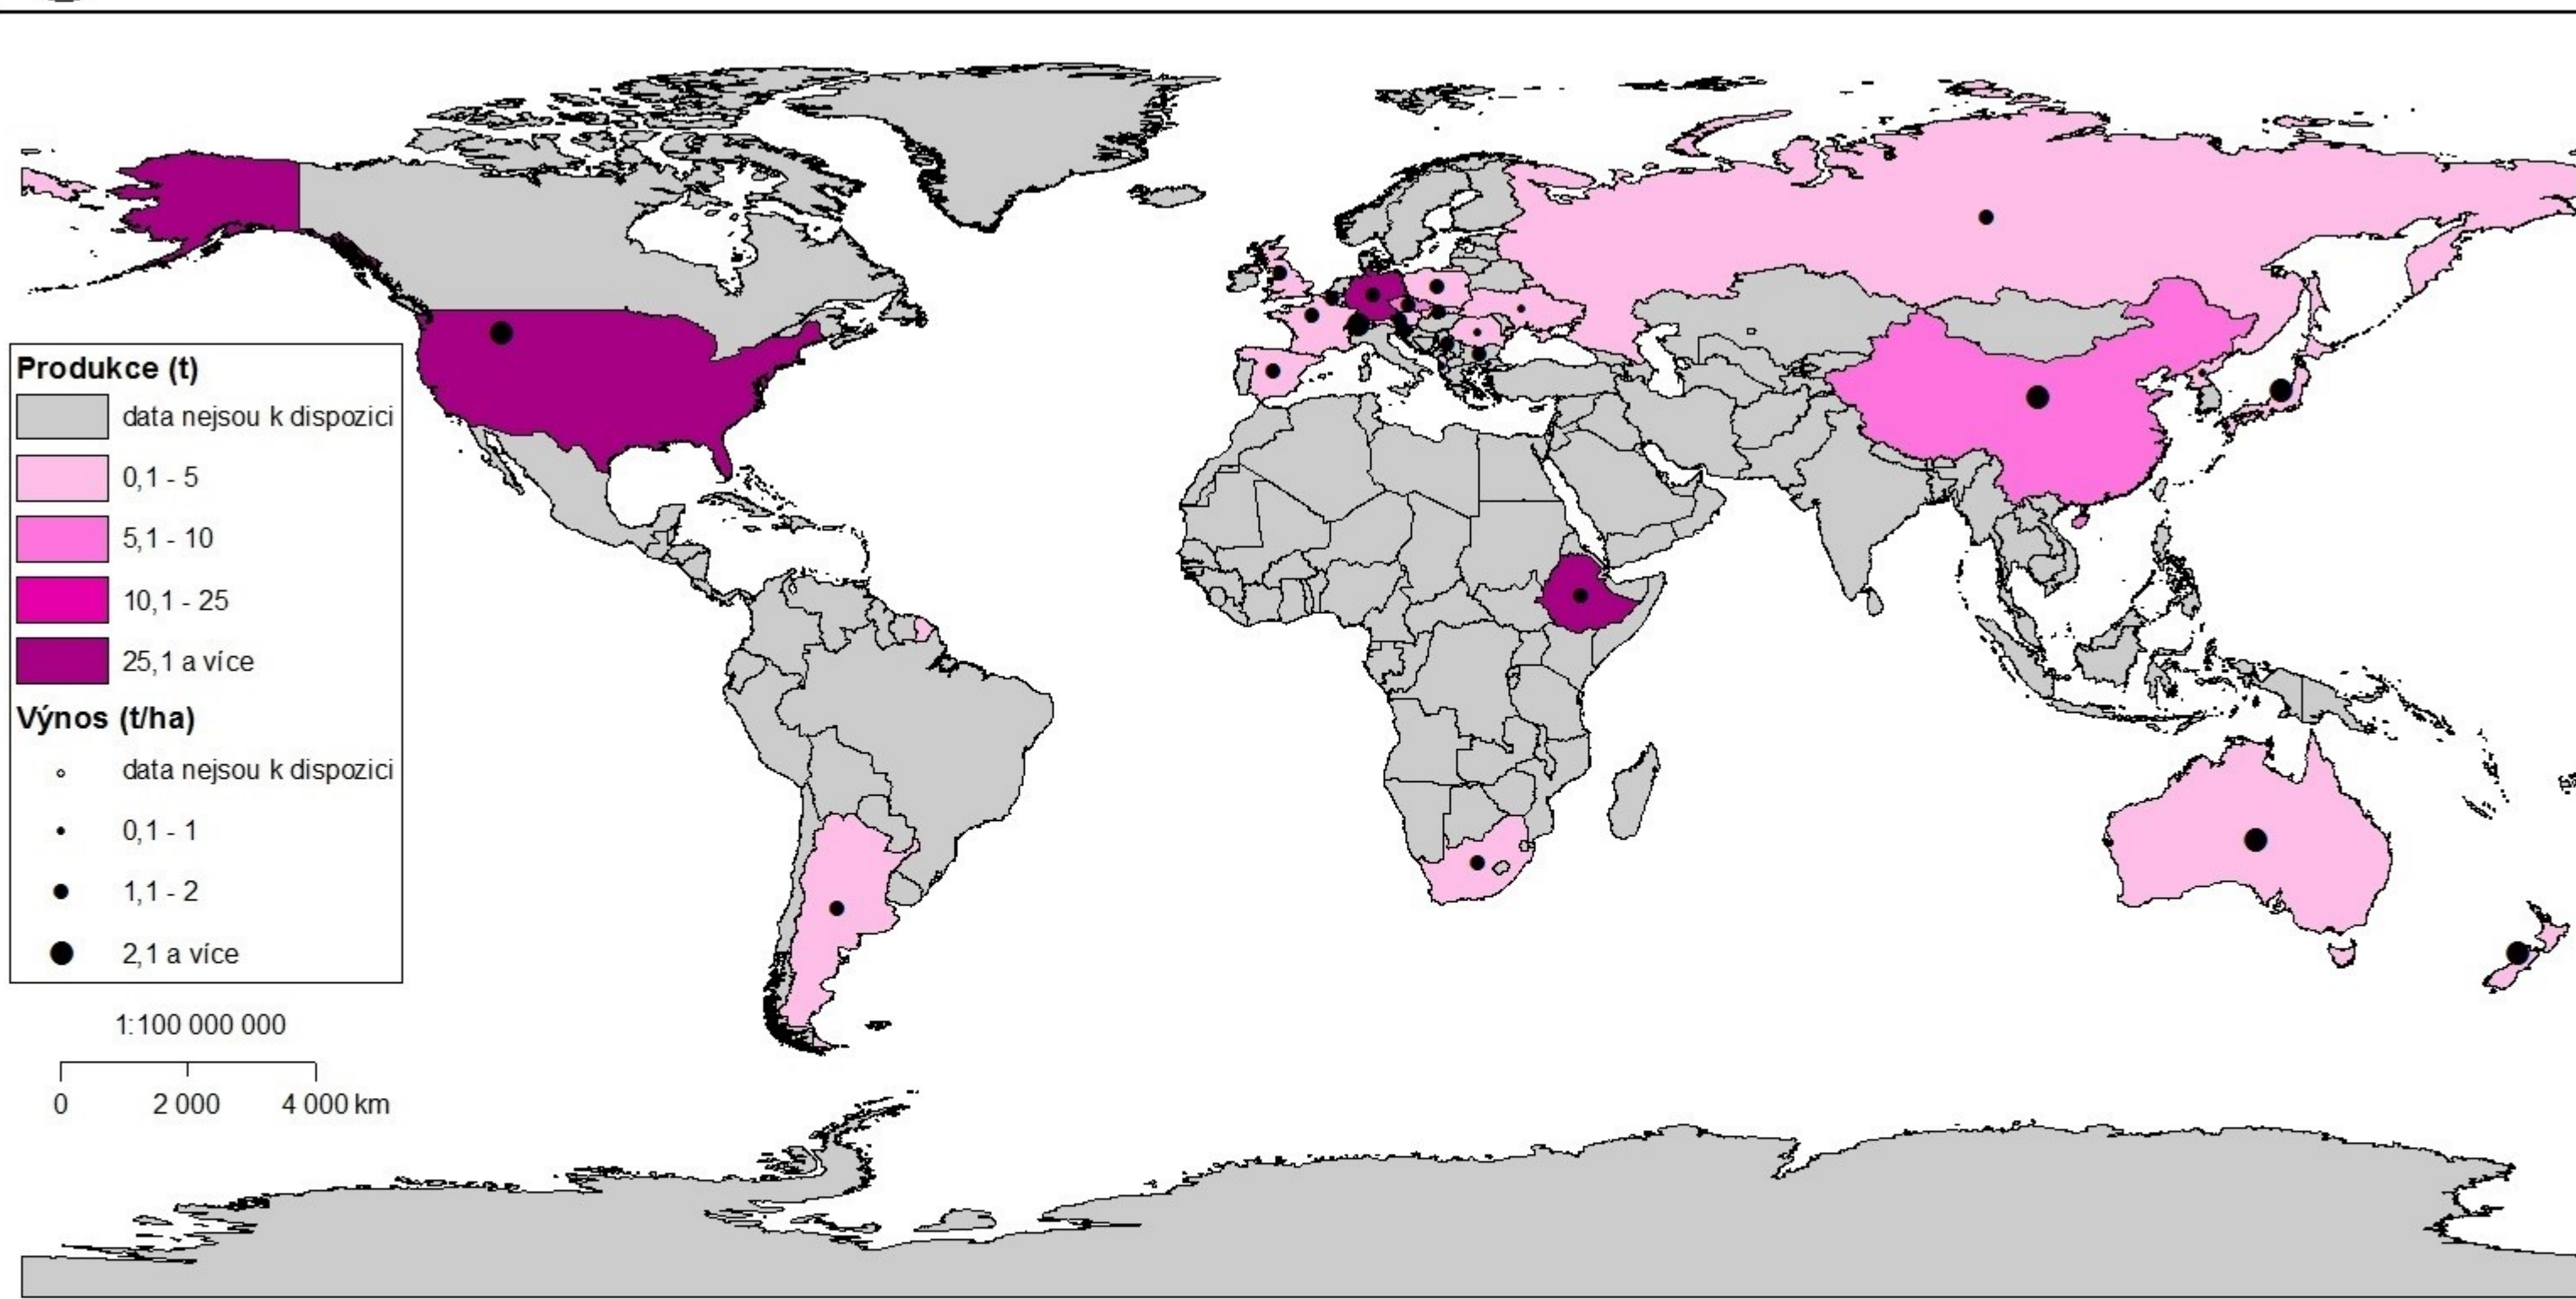 Produkce (t)
data nejsou k dispozici
0,1 - 5
5,1 - 10
10,1 - 25
25,1 a více
Výnos (t/ha)
data nejsou k dispozici
0,1 - 1
1,1 - 2
2,1 a více
1:100 000 000
0 2 000 4 000 km